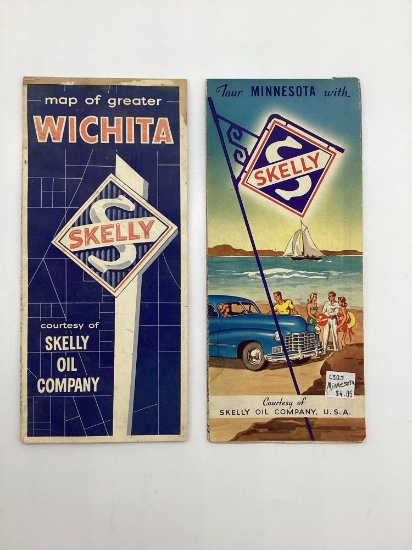 map of greater
WICHITA
S
SKELLY
courtesy of
SKELLY
OIL
COMPANY
Tour MINNESOTA with
S
SKELLY
Minnesota
Courtesy of
SKELLY OIL COMPANY, U.S.A.